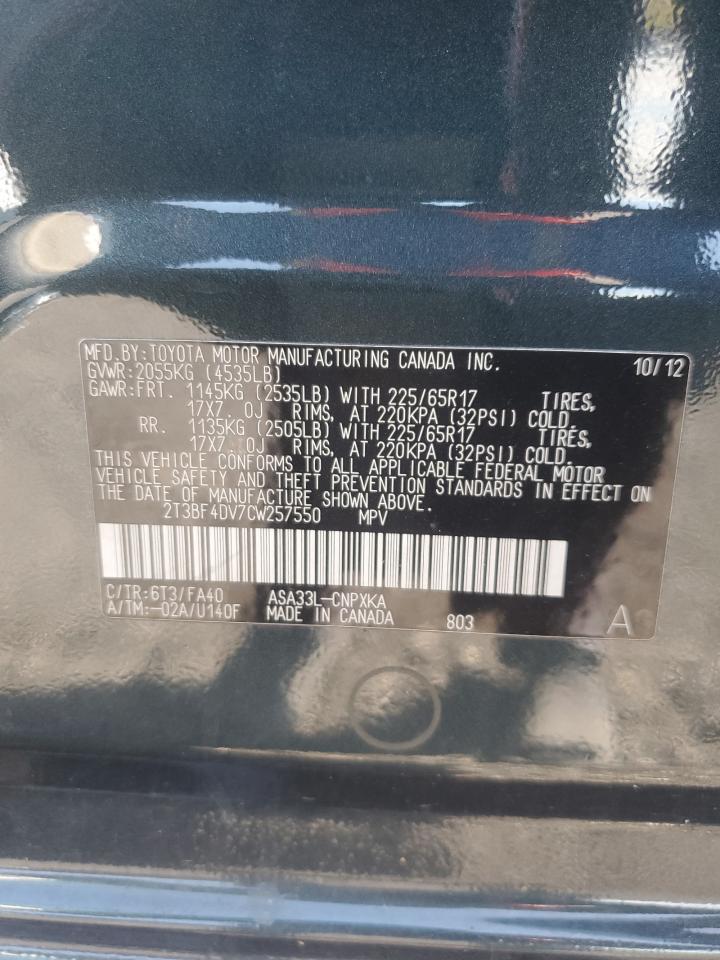 MFD.BY:TOYOTA MOTOR MANUFACTURING CANADA INC. 10/12
GVWR:2055KG (4535LB)
GAWR:FRT. 1145KG (2535LB) WITH 225/65R17 TIRES,
17X7. 0J RIMS, AT 220KPA (32PSI) COLD.
RR. 1135KG (2505LB) WITH 225/65R17 TIRES,
17X7. 0J RIMS, AT 220KPA (32PSI) COLD.
THIS VEHICLE CONFORMS TO ALL APPLICABLE FEDERAL MOTOR
VEHICLE SAFETY AND THEFT PREVENTION STANDARDS IN EFFECT ON
THE DATE OF MANUFACTURE SHOWN ABOVE.
2T3BF4DV7CW257550 MPV
C/TR:6T3/FA40 ASA33L-CNPXKA
A/TM:-02A/U140F MADE IN CANADA 803 A